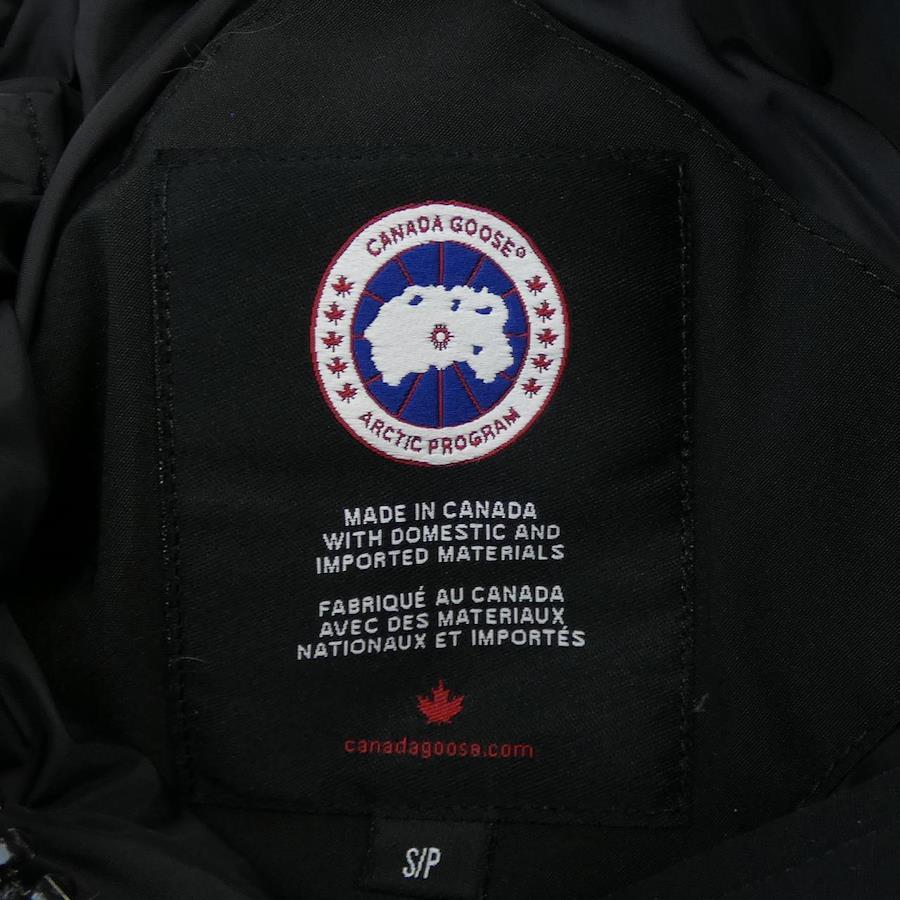 CANADA GOOSE®
ARCTIC PROGRAM
MADE IN CANADA
WITH DOMESTIC AND
IMPORTED MATERIALS
FABRIQUÉ AU CANADA
AVEC DES MATERIAUX
NATIONAUX ET IMPORTÉS
canadagoose.com
S/P